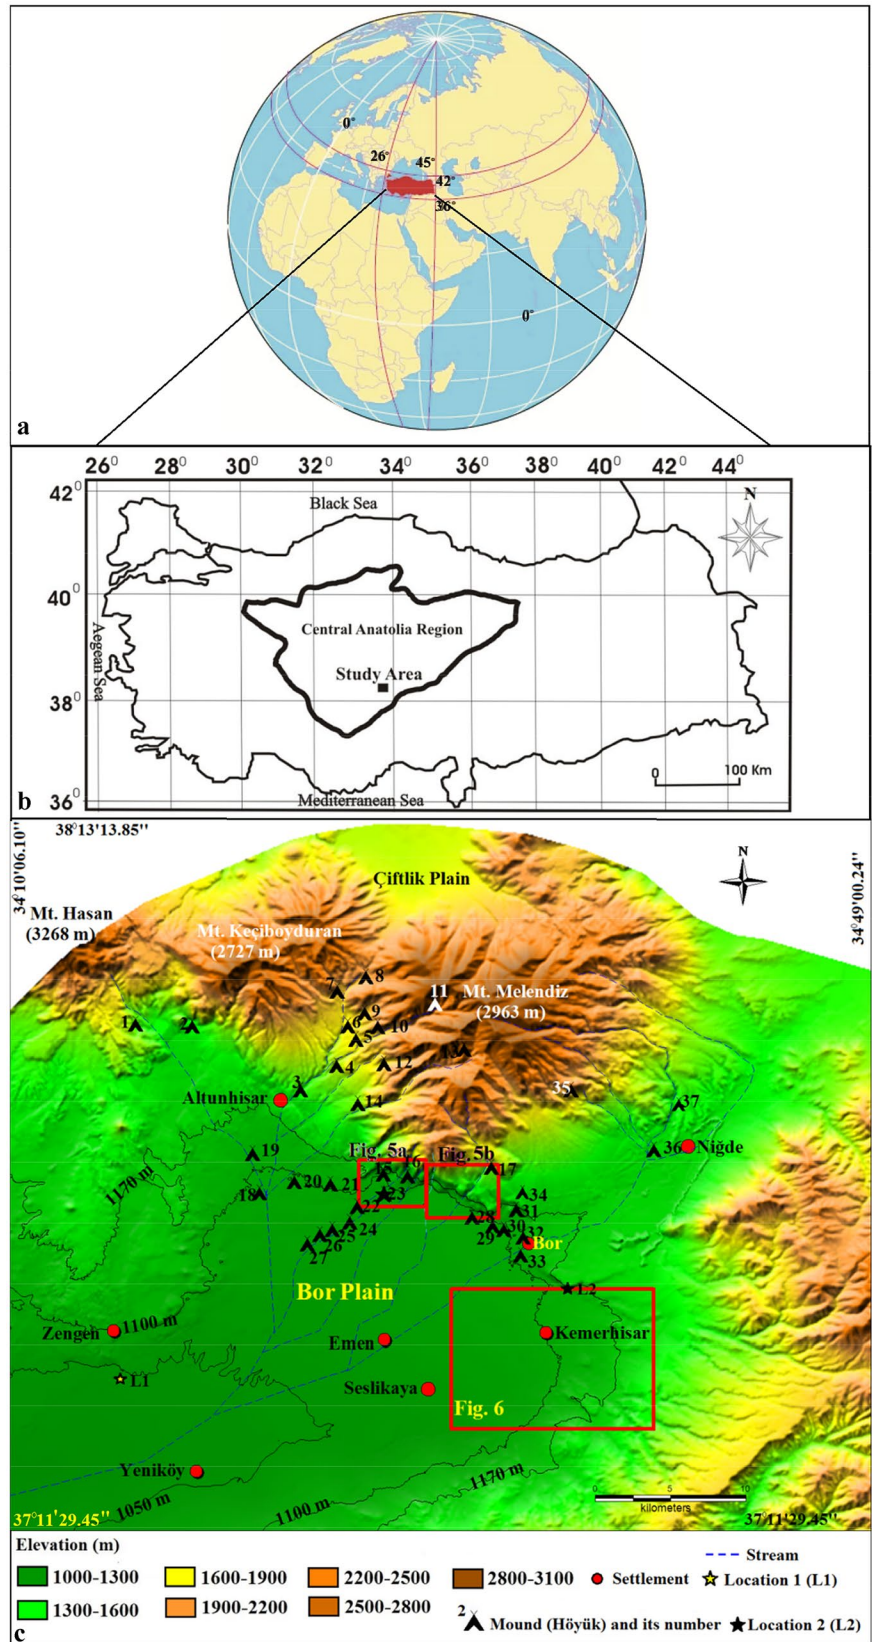 0°
26°
45°
42°
36°
0°
a
26⁰ 28⁰ 30⁰ 32⁰ 34⁰ 36⁰ 38⁰ 40⁰ 42⁰ 44⁰
42⁰
Black Sea
N
40⁰
Central Anatolia Region
Aegean Sea
Study Area
38⁰
0 100 Km
36⁰
Mediterranean Sea
b
38°13'13.85''
34°10'06.10''
34°49'00.24''
N
Çiftlik Plain
Mt. Hasan
(3268 m)
Mt. Keçiboyduran
(2727 m)
7 8
11
Mt. Melendiz
(2963 m)
1 2
9
6 10
5
13
4 12
3
35
Altunhisar
14
37
36 Niğde
Fig. 5a
Fig. 5b
19
16
17
15
1170 m
18 20 21 23
34
22
31
28
24
30
29
32
25
26
Bor
27
33
Bor Plain
L2
Zengen
1100 m
Emen
Kemerhisar
L1
Seslikaya
Fig. 6
Yeniköy
1170 m
1050 m
1100 m
0 5 10
kilometers
37°11'29.45''
37°11'29.45''
Elevation (m)
Stream
1000-1300 1600-1900 2200-2500 2800-3100 Settlement Location 1 (L1)
1300-1600 1900-2200 2500-2800
2 Mound (Höyük) and its number Location 2 (L2)
c